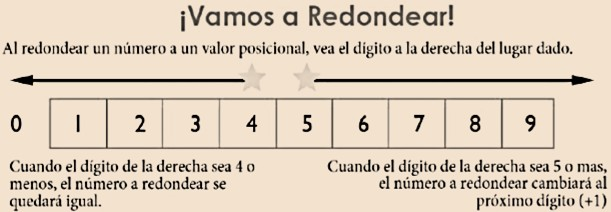 ¡Vamos a Redondear!
Al redondear un número a un valor posicional, vea el dígito a la derecha del lugar dado.
0 1 2 3 4 5 6 7 8 9
Cuando el dígito de la derecha sea 4 o
menos, el número a redondear se
quedará igual.
Cuando el dígito de la derecha sea 5 o mas,
el número a redondear cambiará al
próximo dígito (+1)